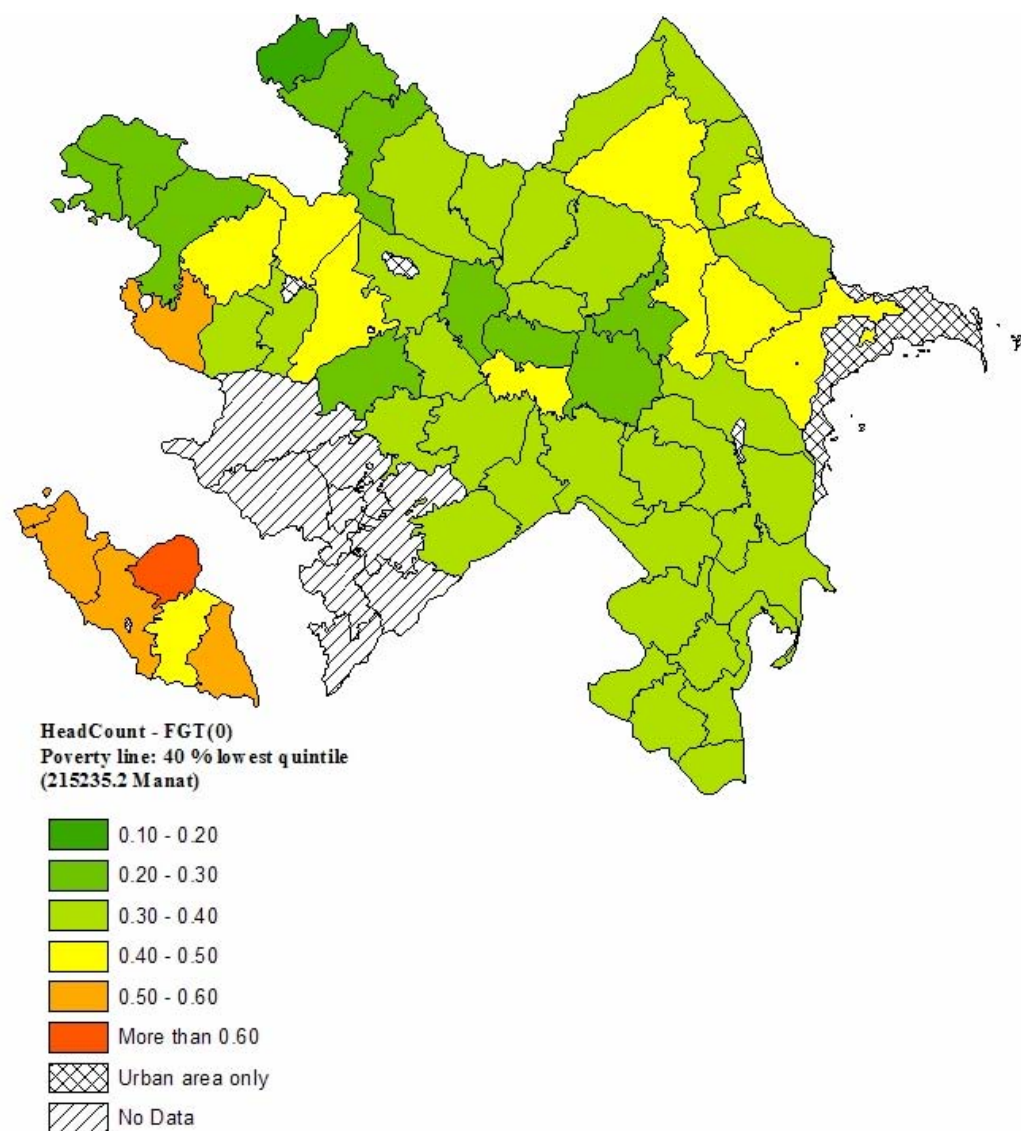 HeadCount - FGT(0)
Poverty line: 40 % lowest quintile
(215235.2 Manat)
0.10 - 0.20
0.20 - 0.30
0.30 - 0.40
0.40 - 0.50
0.50 - 0.60
More than 0.60
Urban area only
No Data